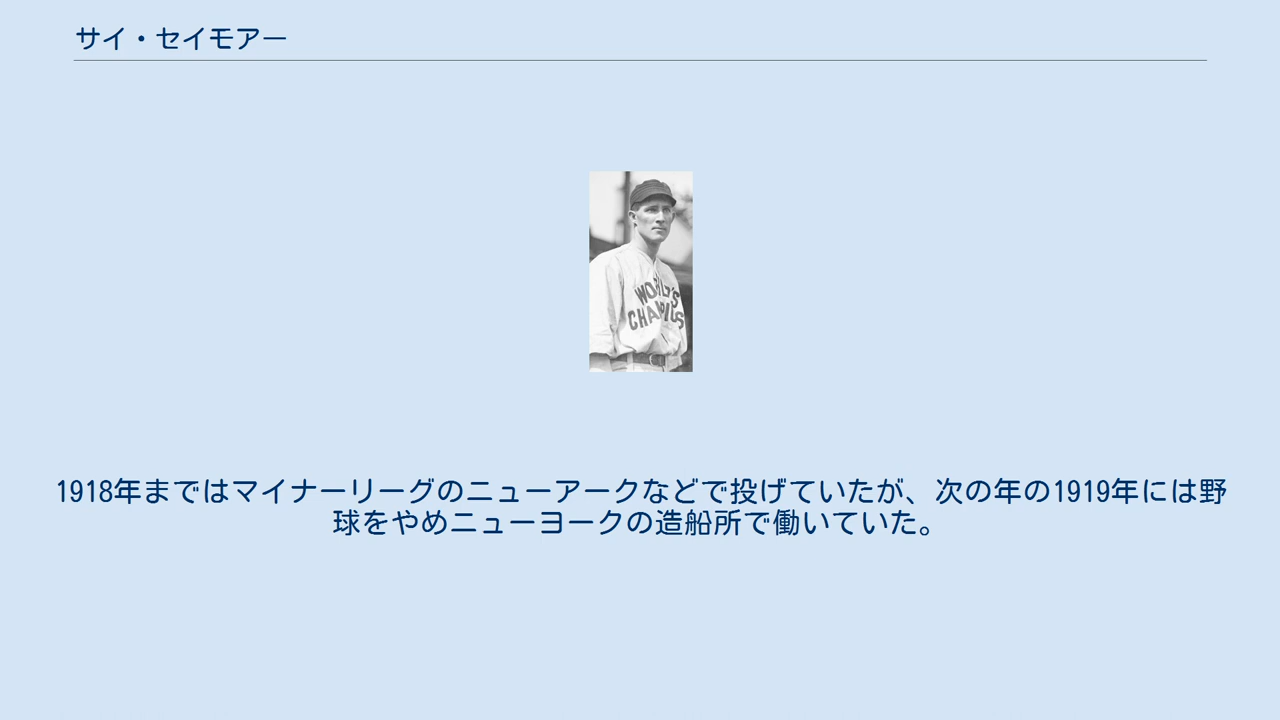 サイ・セイモアー
WORLD'S
CHAMPIONS
1918年まではマイナーリーグのニューアークなどで投げていたが、次の年の1919年には野
球をやめニューヨークの造船所で働いていた。